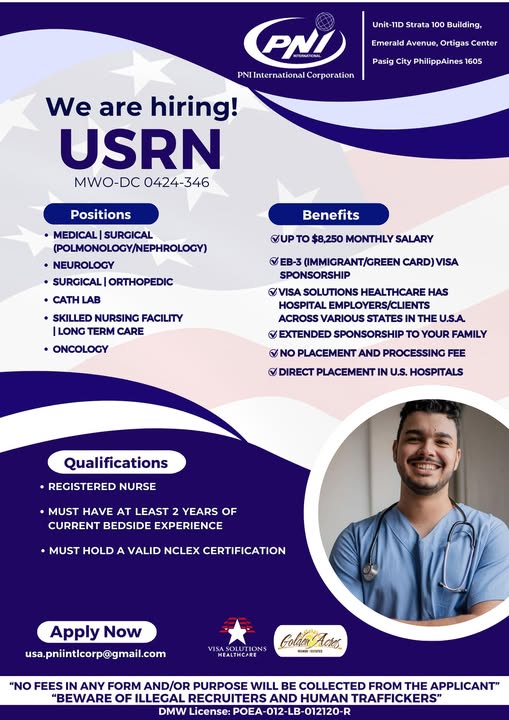 PNI
INTERNATIONAL
PNI International Corporation
Unit-11D Strata 100 Building,
Emerald Avenue, Ortigas Center
Pasig City PhilippAines 1605
We are hiring!
USRN
MWO-DC 0424-346
Positions
• MEDICAL | SURGICAL
(POLMONOLOGY/NEPHROLOGY)
• NEUROLOGY
• SURGICAL | ORTHOPEDIC
• CATH LAB
• SKILLED NURSING FACILITY
| LONG TERM CARE
• ONCOLOGY
Benefits
UP TO $8,250 MONTHLY SALARY
EB-3 (IMMIGRANT/GREEN CARD) VISA
SPONSORSHIP
VISA SOLUTIONS HEALTHCARE HAS
HOSPITAL EMPLOYERS/CLIENTS
ACROSS VARIOUS STATES IN THE U.S.A.
EXTENDED SPONSORSHIP TO YOUR FAMILY
NO PLACEMENT AND PROCESSING FEE
DIRECT PLACEMENT IN U.S. HOSPITALS
Qualifications
• REGISTERED NURSE
• MUST HAVE AT LEAST 2 YEARS OF
CURRENT BEDSIDE EXPERIENCE
• MUST HOLD A VALID NCLEX CERTIFICATION
Apply Now
usa.pniintlcorp@gmail.com
VISA SOLUTIONS
HEALTHCARE
Golden Acres
"NO FEES IN ANY FORM AND/OR PURPOSE WILL BE COLLECTED FROM THE APPLICANT"
"BEWARE OF ILLEGAL RECRUITERS AND HUMAN TRAFFICKERS"
DMW License: POEA-012-LB-012120-R